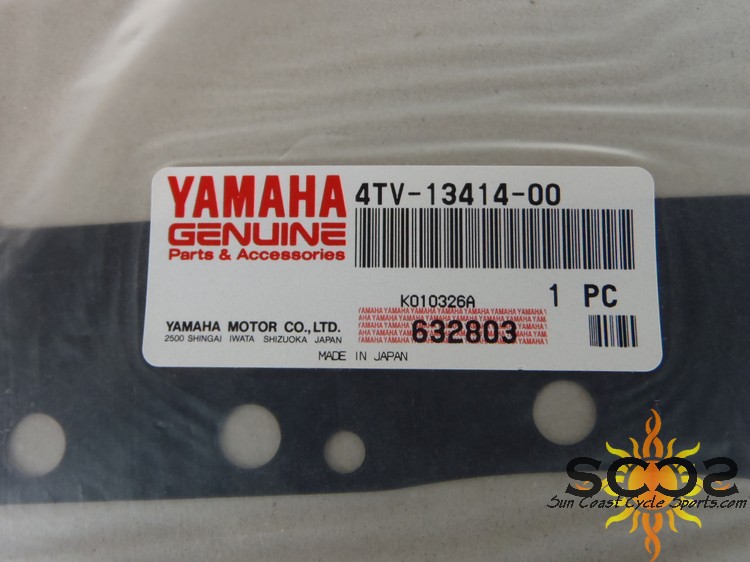 YAMAHA
GENUINE
Parts & Accessories
4TV-13414-00
K010326A
1 PC
YAMAHA MOTOR CO., LTD.
2500 SHINGAI IWATA SHIZUOKA JAPAN
632803
MADE IN JAPAN
SCCS
Sun Coast Cycle Sports.com